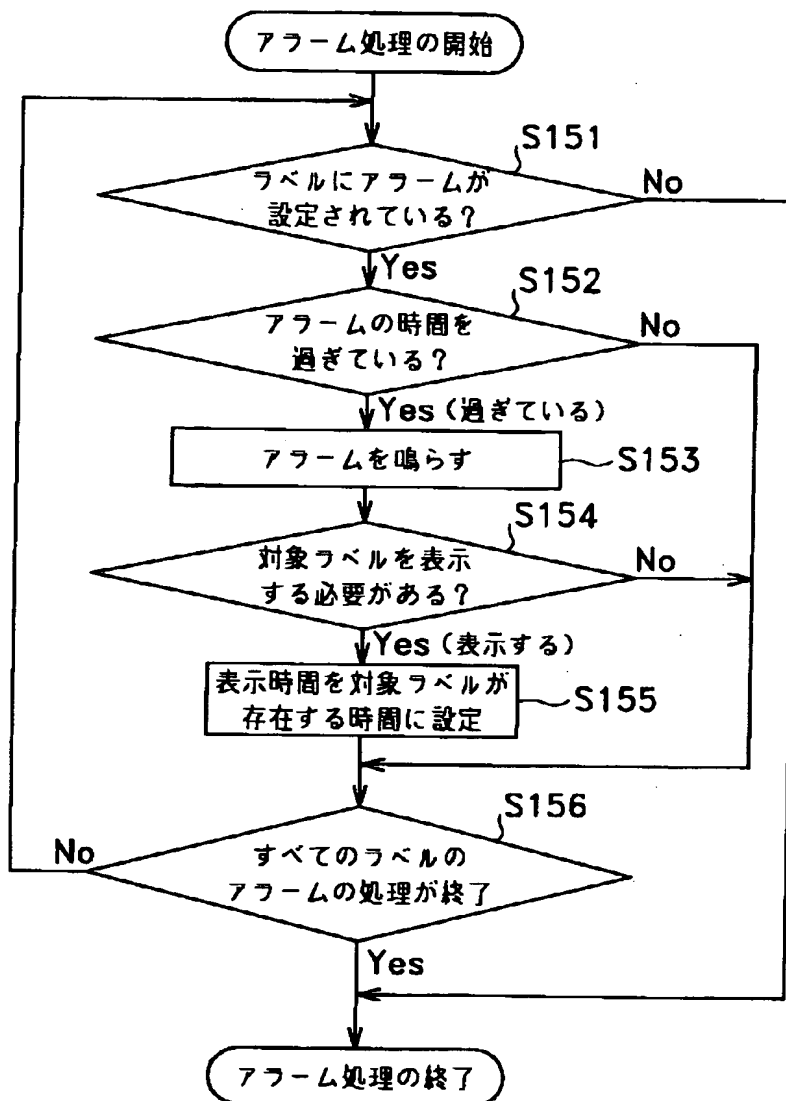 アラーム処理の開始
S151
ラベルにアラームが
設定されている?
No
Yes
S152
アラームの時間を
過ぎている?
No
Yes(過ぎている)
アラームを鳴らす
S153
S154
対象ラベルを表示
する必要がある?
No
Yes(表示する)
表示時間を対象ラベルが
存在する時間に設定
S155
S156
すべてのラベルの
アラームの処理が終了
No
Yes
アラーム処理の終了